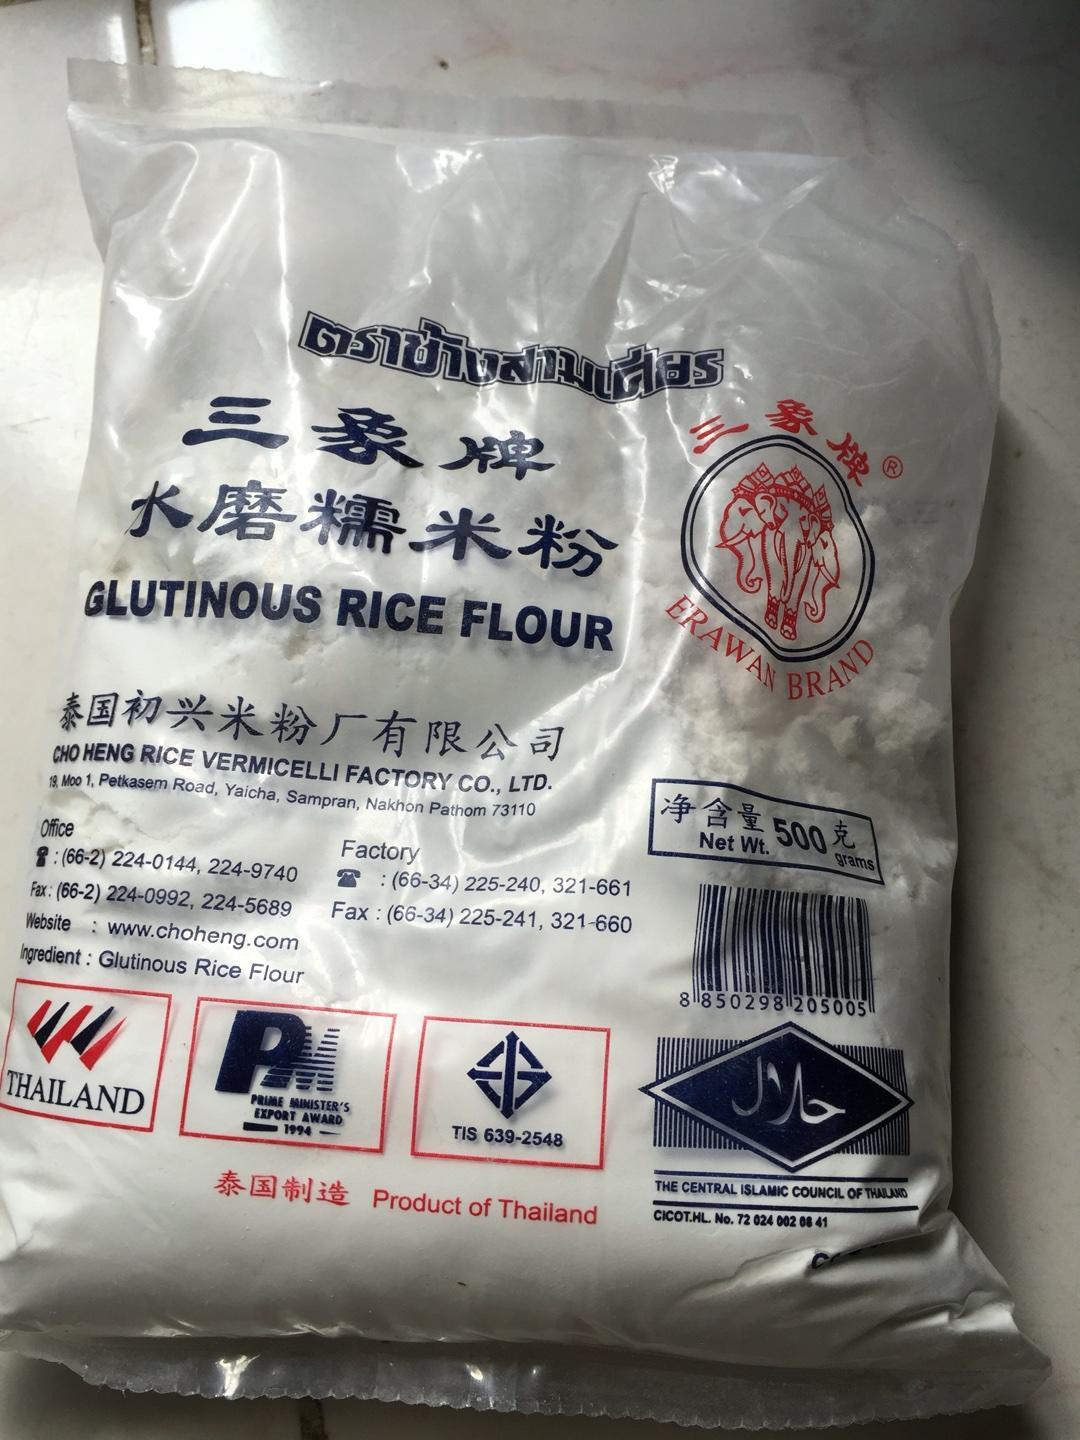 ตราช้างสามเศียร
三象牌
水磨糯米粉
GLUTINOUS RICE FLOUR
三象牌®
ERAWAN BRAND
泰国初兴米粉厂有限公司
CHO HENG RICE VERMICELLI FACTORY CO., LTD.
19, Moo 1, Petkasem Road, Yaicha, Sampran, Nakhon Pathom 73110
Office
: (66-2) 224-0144, 224-9740
Fax : (66-2) 224-0992, 224-5689
Website : www.choheng.com
Ingredient : Glutinous Rice Flour
Factory
: (66-34) 225-240, 321-661
Fax : (66-34) 225-241, 321-660
净含量 500 克
Net Wt. grams
8 850298 205005
THAILAND
PM
PRIME MINISTER'S
EXPORT AWARD
1994
TIS 639-2548
حلال
THE CENTRAL ISLAMIC COUNCIL OF THAILAND
CICOT.HL. No. 72 024 002 08 41
泰国制造 Product of Thailand